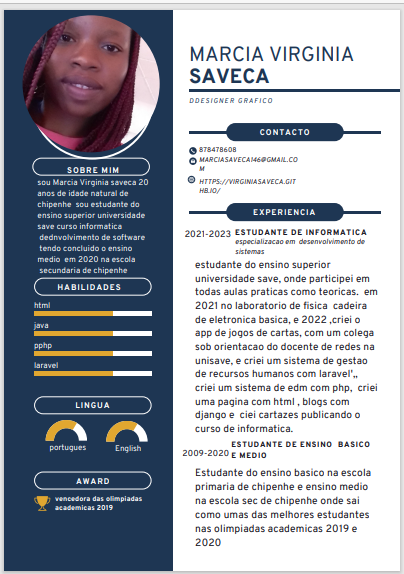 MARCIA VIRGINIA
SAVECA
DDESIGNER GRAFICO
CONTACTO
878478608
MARCIASAVECA146@GMAIL.CO
M
HTTPS://VIRGINIASAVECA.GIT
HB.IO/
SOBRE MIM
sou Marcia Virginia saveca 20
anos de idade natural de
chipenhe sou estudante do
ensino superior universidade
save curso informatica
dednvolvimento de software
tendo concluido o ensino
medio em 2020 na escola
secundaria de chipenhe
HABILIDADES
html
java
pphp
laravel
LINGUA
portugues
English
AWARD
vencedora das olimpiadas
academicas 2019
EXPERIENCIA
2021-2023 ESTUDANTE DE INFORMATICA
especializacao em desenvolvimento de
sistemas
estudante do ensino superior
universidade save, onde participei em
todas aulas praticas como teoricas. em
2021 no laboratorio de fisica cadeira
de eletronica basica, e 2022 ,criei o
app de jogos de cartas, com um colega
sob orientacao do docente de redes na
unisave, e criei um sistema de gestao
de recursos humanos com laravel',,
criei um sistema de edm com php, criei
uma pagina com html , blogs com
django e ciei cartazes publicando o
curso de informatica.
2009-2020 ESTUDANTE DE ENSINO BASICO
E MEDIO
Estudante do ensino basico na escola
primaria de chipenhe e ensino medio
na escola sec de chipenhe onde sai
como umas das melhores estudantes
nas olimpiadas academicas 2019 e
2020